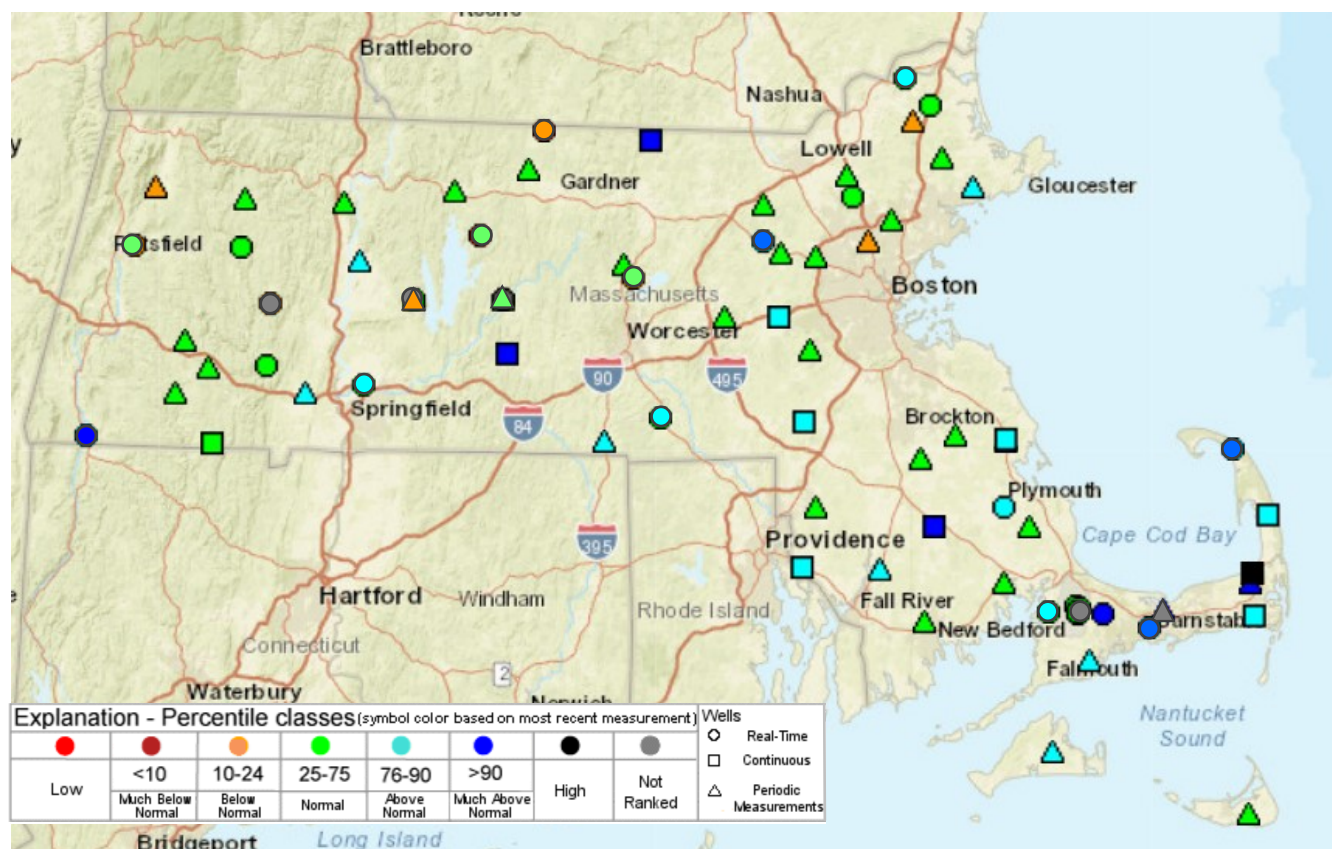 Brattleboro
Nashua
Lowell
Gardner
Gloucester
Pittsfield
Massachusetts
Boston
Worcester
90
495
Springfield
84
Brockton
Plymouth
Cape Cod Bay
395
Providence
Hartford
Windham
Rhode Island
Fall River
New Bedford
Barnstab
Connecticut
2
Falmouth
Waterbury
Norwich
Nantucket
Sound
Explanation - Percentile classes (symbol color based on most recent measurement)
Wells
Real-Time
Continuous
Periodic
Measurements
Low
<10
10-24
25-75
76-90
>90
High
Not
Ranked
Much Below
Normal
Below
Normal
Normal
Above
Normal
Much Above
Normal
Bridgeport
Long Island